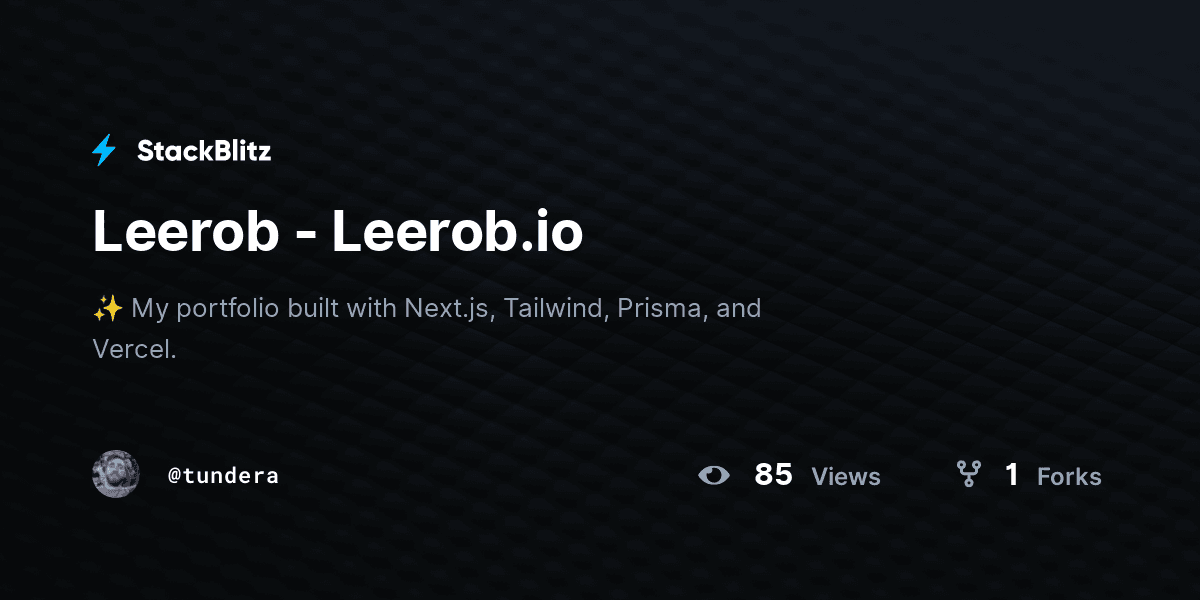 StackBlitz
Leerob - Leerob.io
✨ My portfolio built with Next.js, Tailwind, Prisma, and
Vercel.
@tundera 85 Views 1 Forks